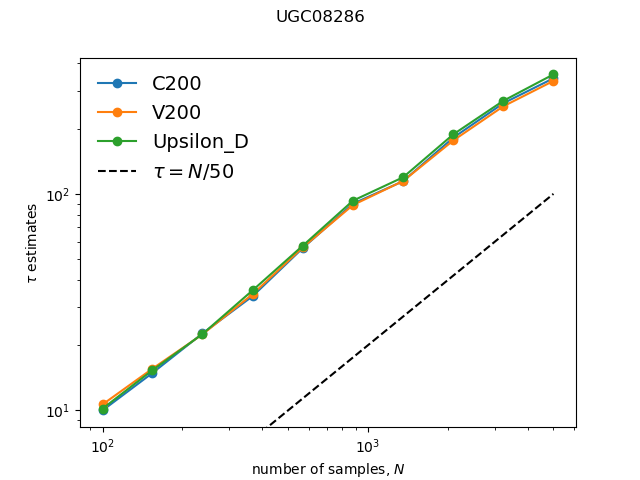 UGC08286
C200
V200
Upsilon_D
τ = N/50
10²
10¹
τ estimates
10² 10³
number of samples, N